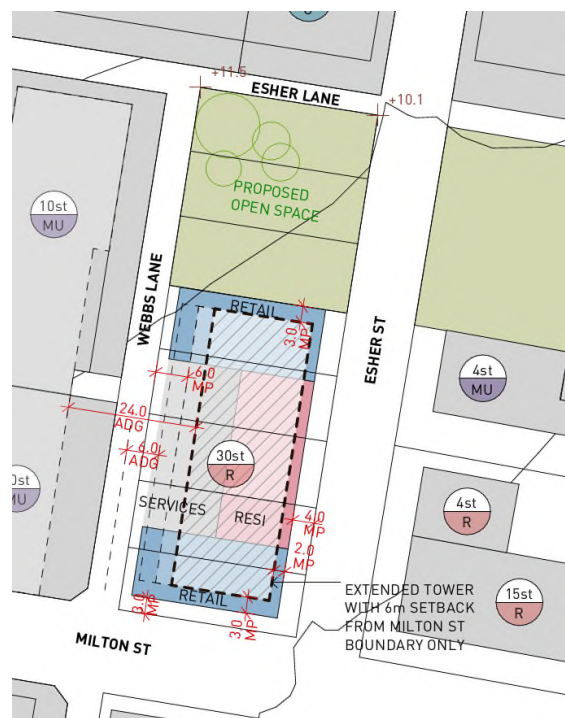 +11.6
ESHER LANE
+10.1
PROPOSED
OPEN SPACE
10st
MU
WEBBS LANE
RETAIL
3.0
MP
ESHER ST
6.0
MP
4st
MU
24.0
ADG
6.0
ADG
30st
R
0st
MU
SERVICES
RESI
4.0
MP
4st
R
2.0
MP
RETAIL
3.0
MP
3.0
MP
EXTENDED TOWER
WITH 6m SETBACK
FROM MILTON ST
BOUNDARY ONLY
15st
R
MILTON ST